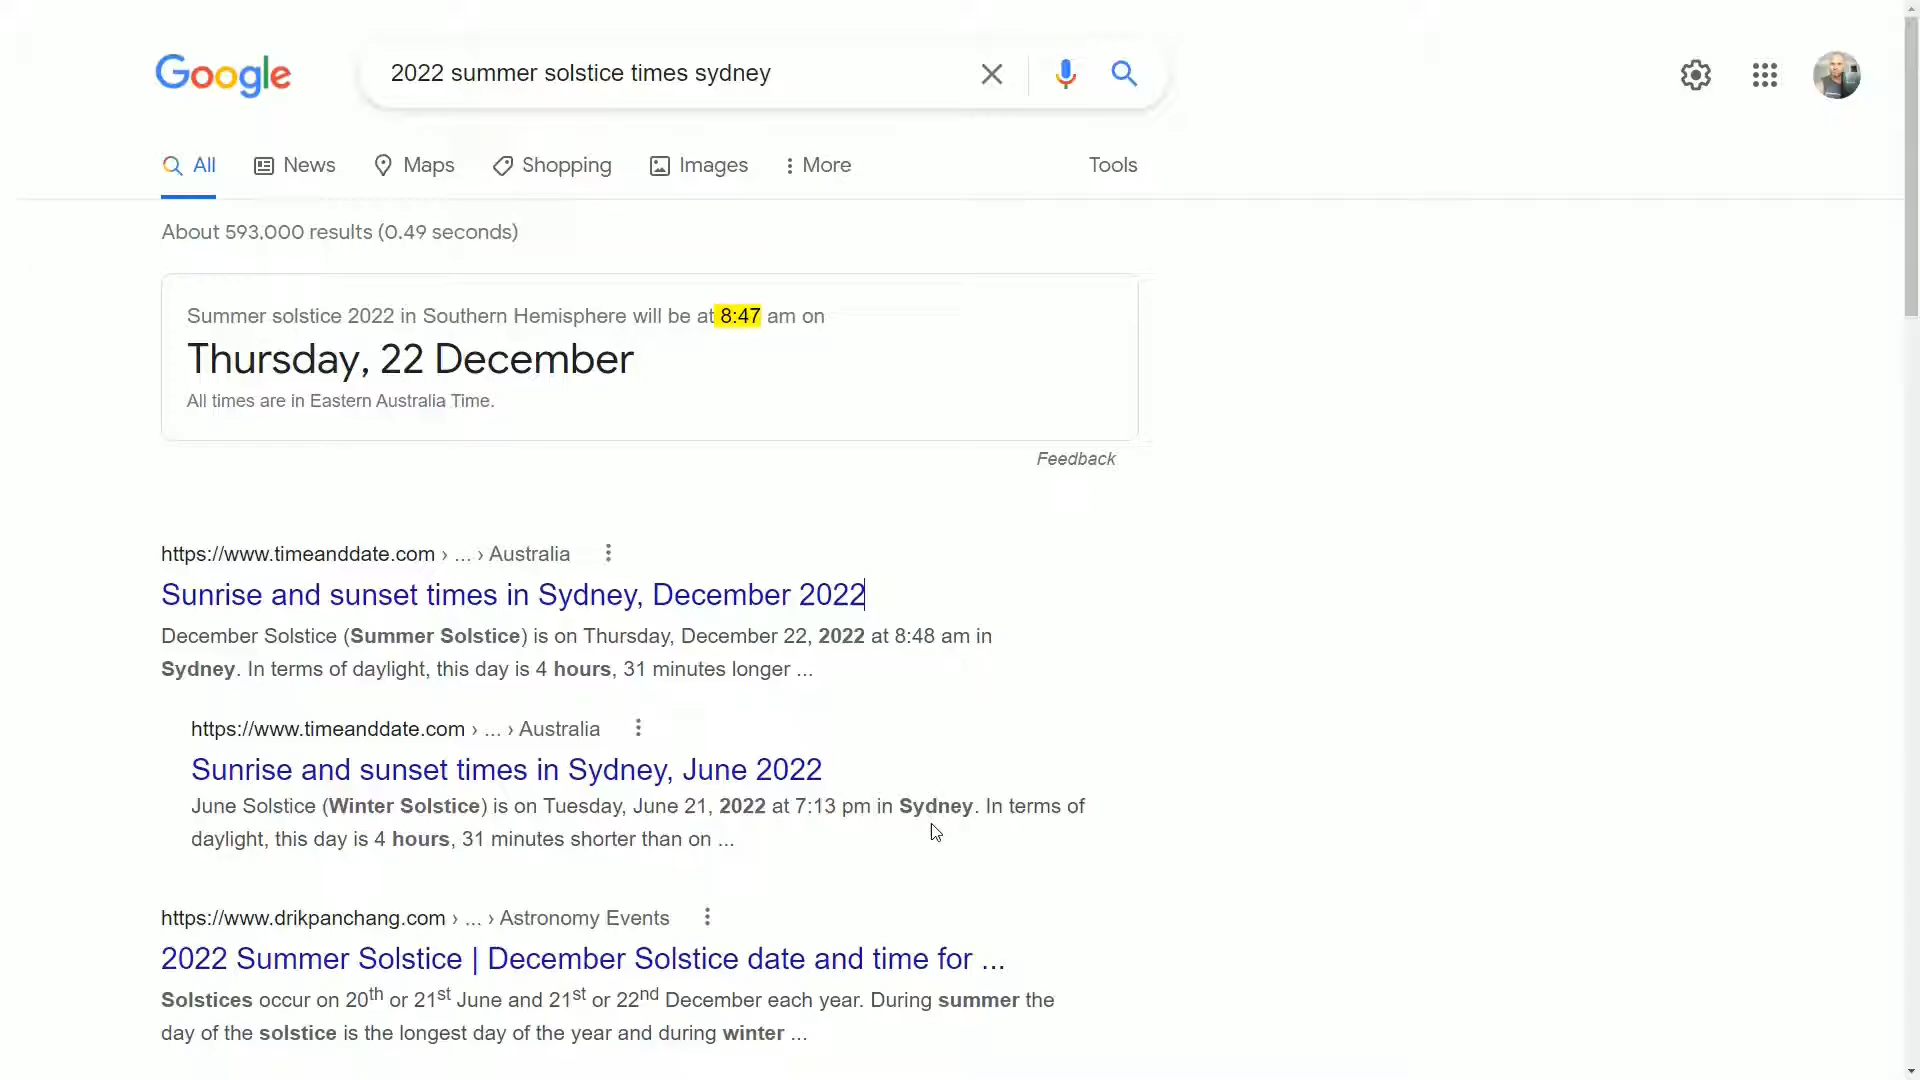 Google
2022 summer solstice times sydney
All News Maps Shopping Images More Tools
About 593,000 results (0.49 seconds)
Summer solstice 2022 in Southern Hemisphere will be at 8:47 am on
Thursday, 22 December
All times are in Eastern Australia Time.
Feedback
https://www.timeanddate.com › ... › Australia
Sunrise and sunset times in Sydney, December 2022
December Solstice (Summer Solstice) is on Thursday, December 22, 2022 at 8:48 am in
Sydney. In terms of daylight, this day is 4 hours, 31 minutes longer ...
https://www.timeanddate.com › ... › Australia
Sunrise and sunset times in Sydney, June 2022
June Solstice (Winter Solstice) is on Tuesday, June 21, 2022 at 7:13 pm in Sydney. In terms of
daylight, this day is 4 hours, 31 minutes shorter than on ...
https://www.drikpanchang.com › ... › Astronomy Events
2022 Summer Solstice | December Solstice date and time for ...
Solstices occur on 20th or 21st June and 21st or 22nd December each year. During summer the
day of the solstice is the longest day of the year and during winter ...